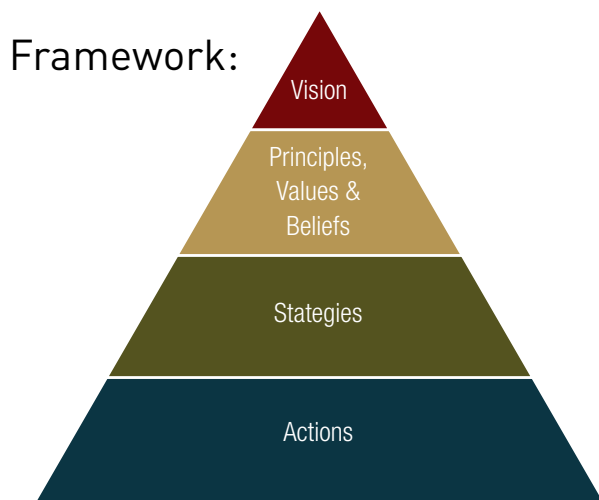 Framework:
Vision
Principles,
Values &
Beliefs
Stategies
Actions